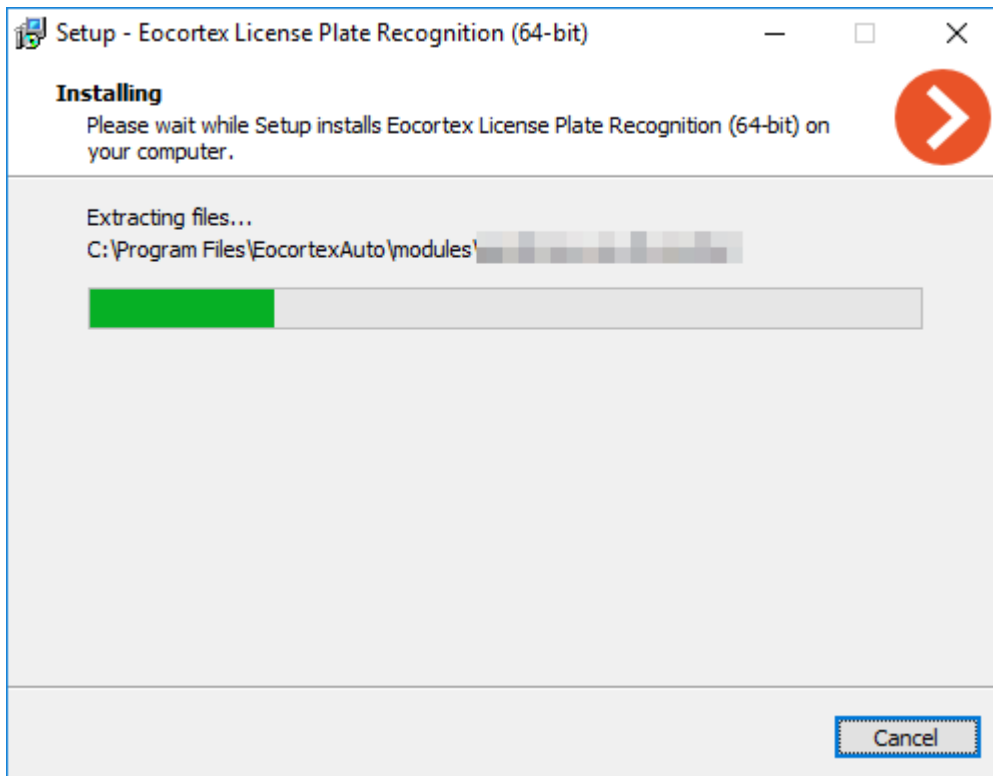 Setup - Eocortex License Plate Recognition (64-bit)
Installing
Please wait while Setup installs Eocortex License Plate Recognition (64-bit) on
your computer.
Extracting files...
C:\Program Files\EocortexAuto\modules\
Cancel